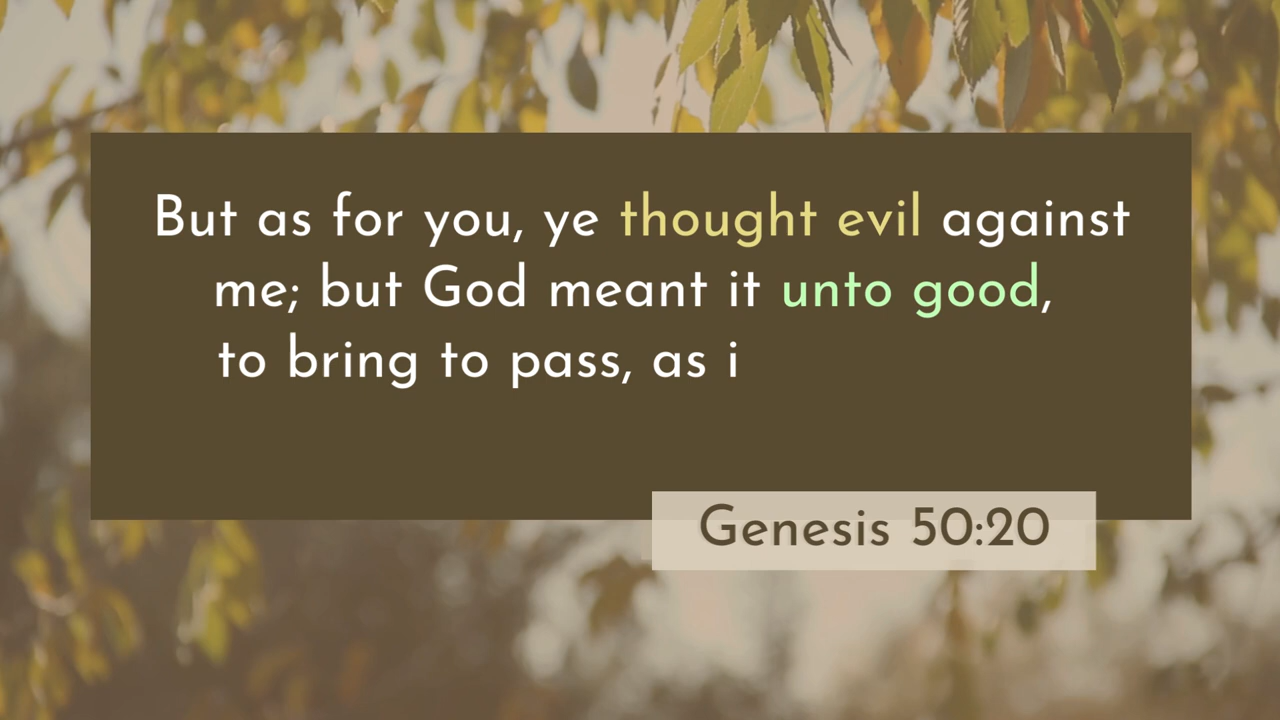 But as for you, ye thought evil against
me; but God meant it unto good,
to bring to pass, as i
Genesis 50:20